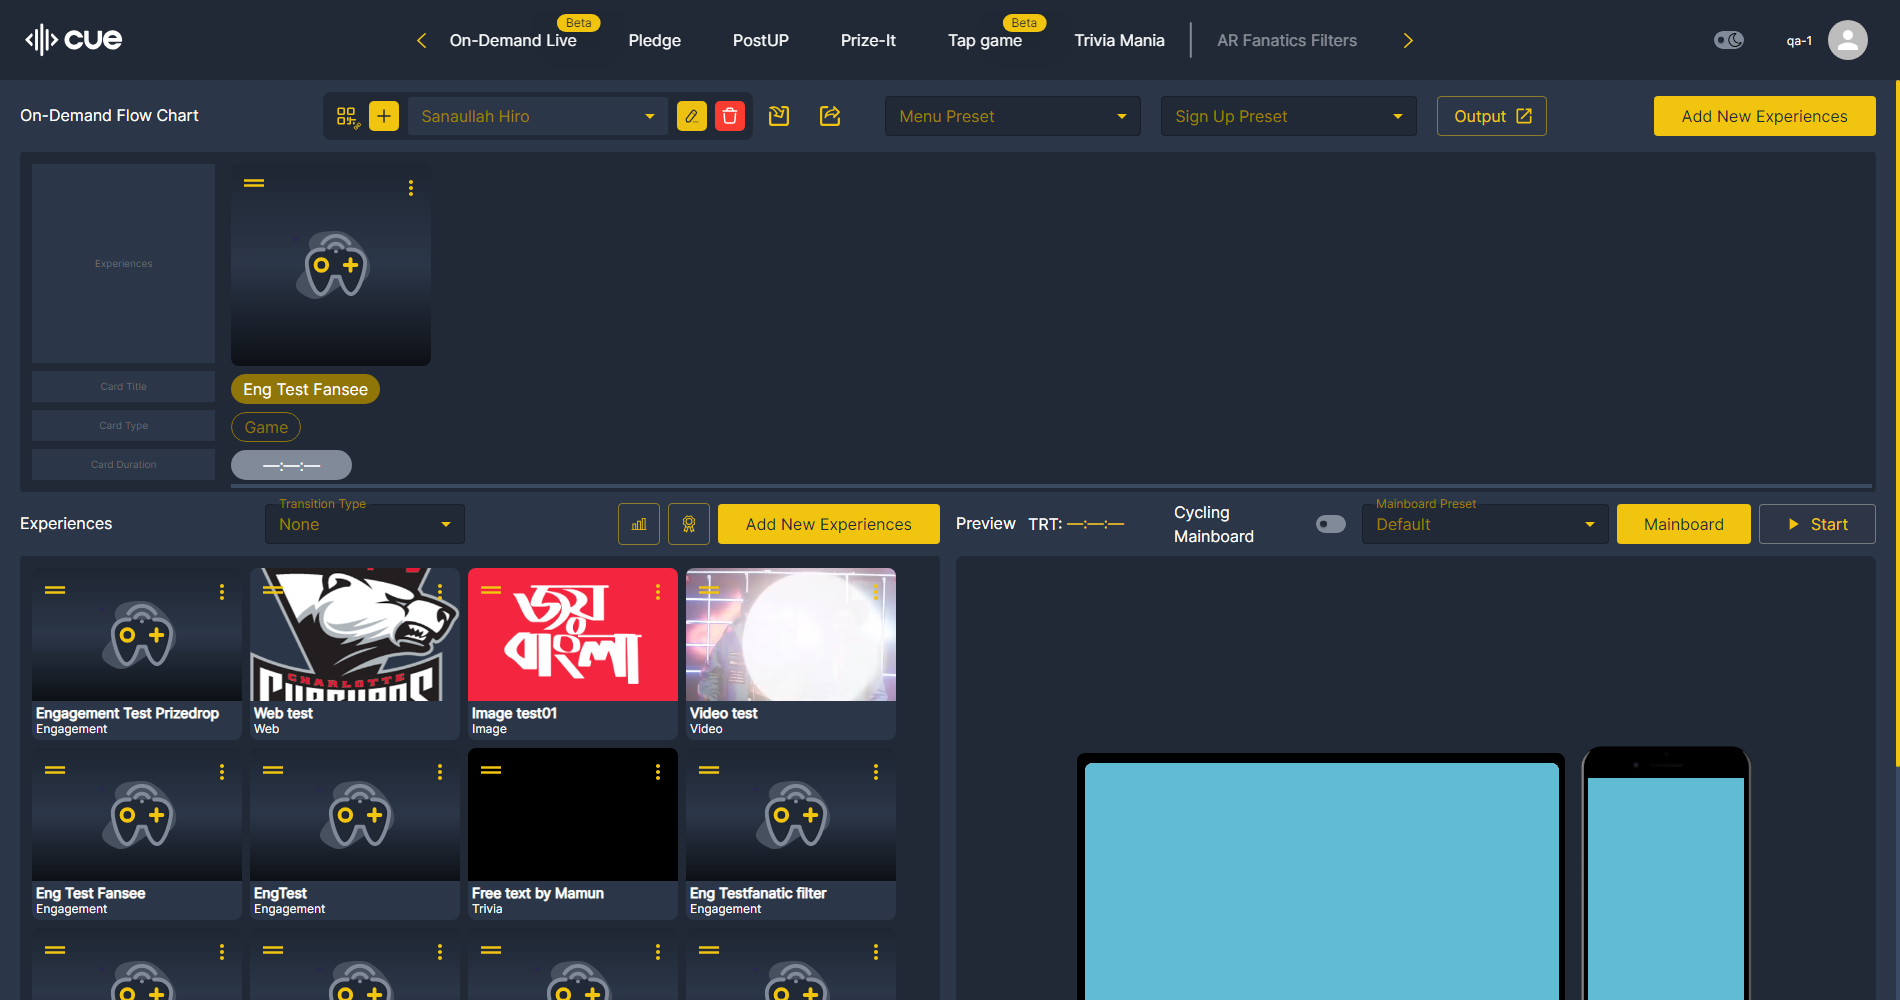 cue
On-Demand Live
Beta
Pledge
PostUP
Prize-It
Tap game
Beta
Trivia Mania
AR Fanatics Filters
qa-1
On-Demand Flow Chart
Sanaullah Hiro
Menu Preset
Sign Up Preset
Output
Add New Experiences
Experiences
Card Title
Eng Test Fansee
Card Type
Game
Card Duration
—:—:—
Experiences
Transition Type
None
Add New Experiences
Preview
TRT: —:—:—
Cycling
Mainboard
Mainboard Preset
Default
Mainboard
Start
CHARLOTTE
জয়
বাংলা
Engagement Test Prizedrop
Engagement
Web test
Web
Image test01
Image
Video test
Video
Eng Test Fansee
Engagement
EngTest
Engagement
Free text by Mamun
Trivia
Eng Testfanatic filter
Engagement